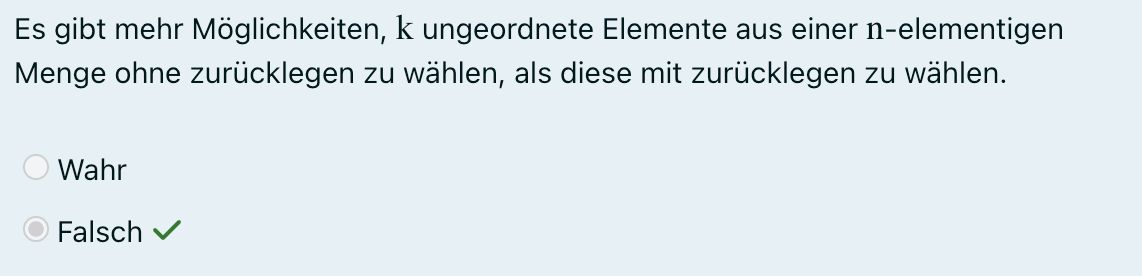 Es gibt mehr Möglichkeiten, k ungeordnete Elemente aus einer n-elementigen
Menge ohne zurücklegen zu wählen, als diese mit zurücklegen zu wählen.
Wahr
Falsch